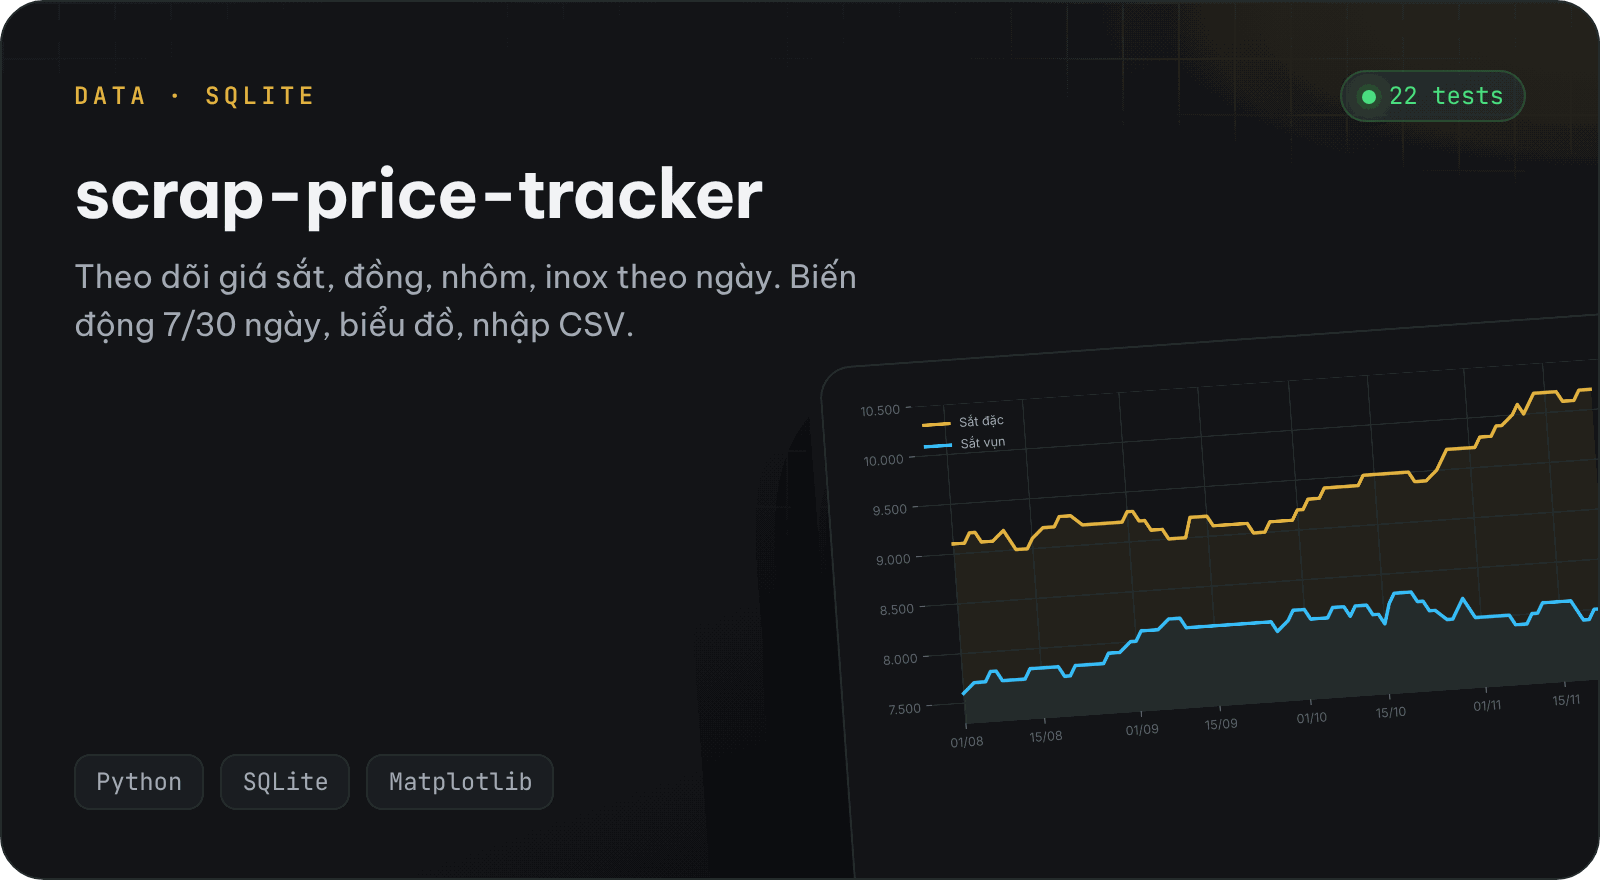 DATA · SQLITE
22 tests
scrap-price-tracker
Theo dõi giá sắt, đồng, nhôm, inox theo ngày. Biến
động 7/30 ngày, biểu đồ, nhập CSV.
10.500
Sắt đặc
Sắt vụn
10.000
9.500
9.000
8.500
8.000
7.500
01/08
15/08
01/09
15/09
01/10
15/10
01/11
15/11
Python
SQLite
Matplotlib